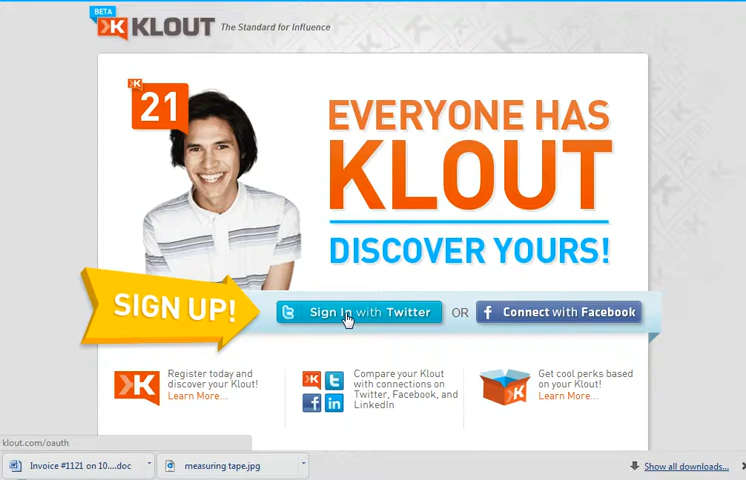 BETA
KLOUT The Standard for Influence
21
EVERYONE HAS
KLOUT
DISCOVER YOURS!
SIGN UP!
Sign In with Twitter OR Connect with Facebook
Register today and
discover your Klout!
Learn More...
Compare your Klout
with connections on
Twitter, Facebook, and
LinkedIn
Get cool perks based
on your Klout!
Learn More...
klout.com/oauth
Invoice #1121 on 10....doc
measuring tape.jpg
Show all downloads...